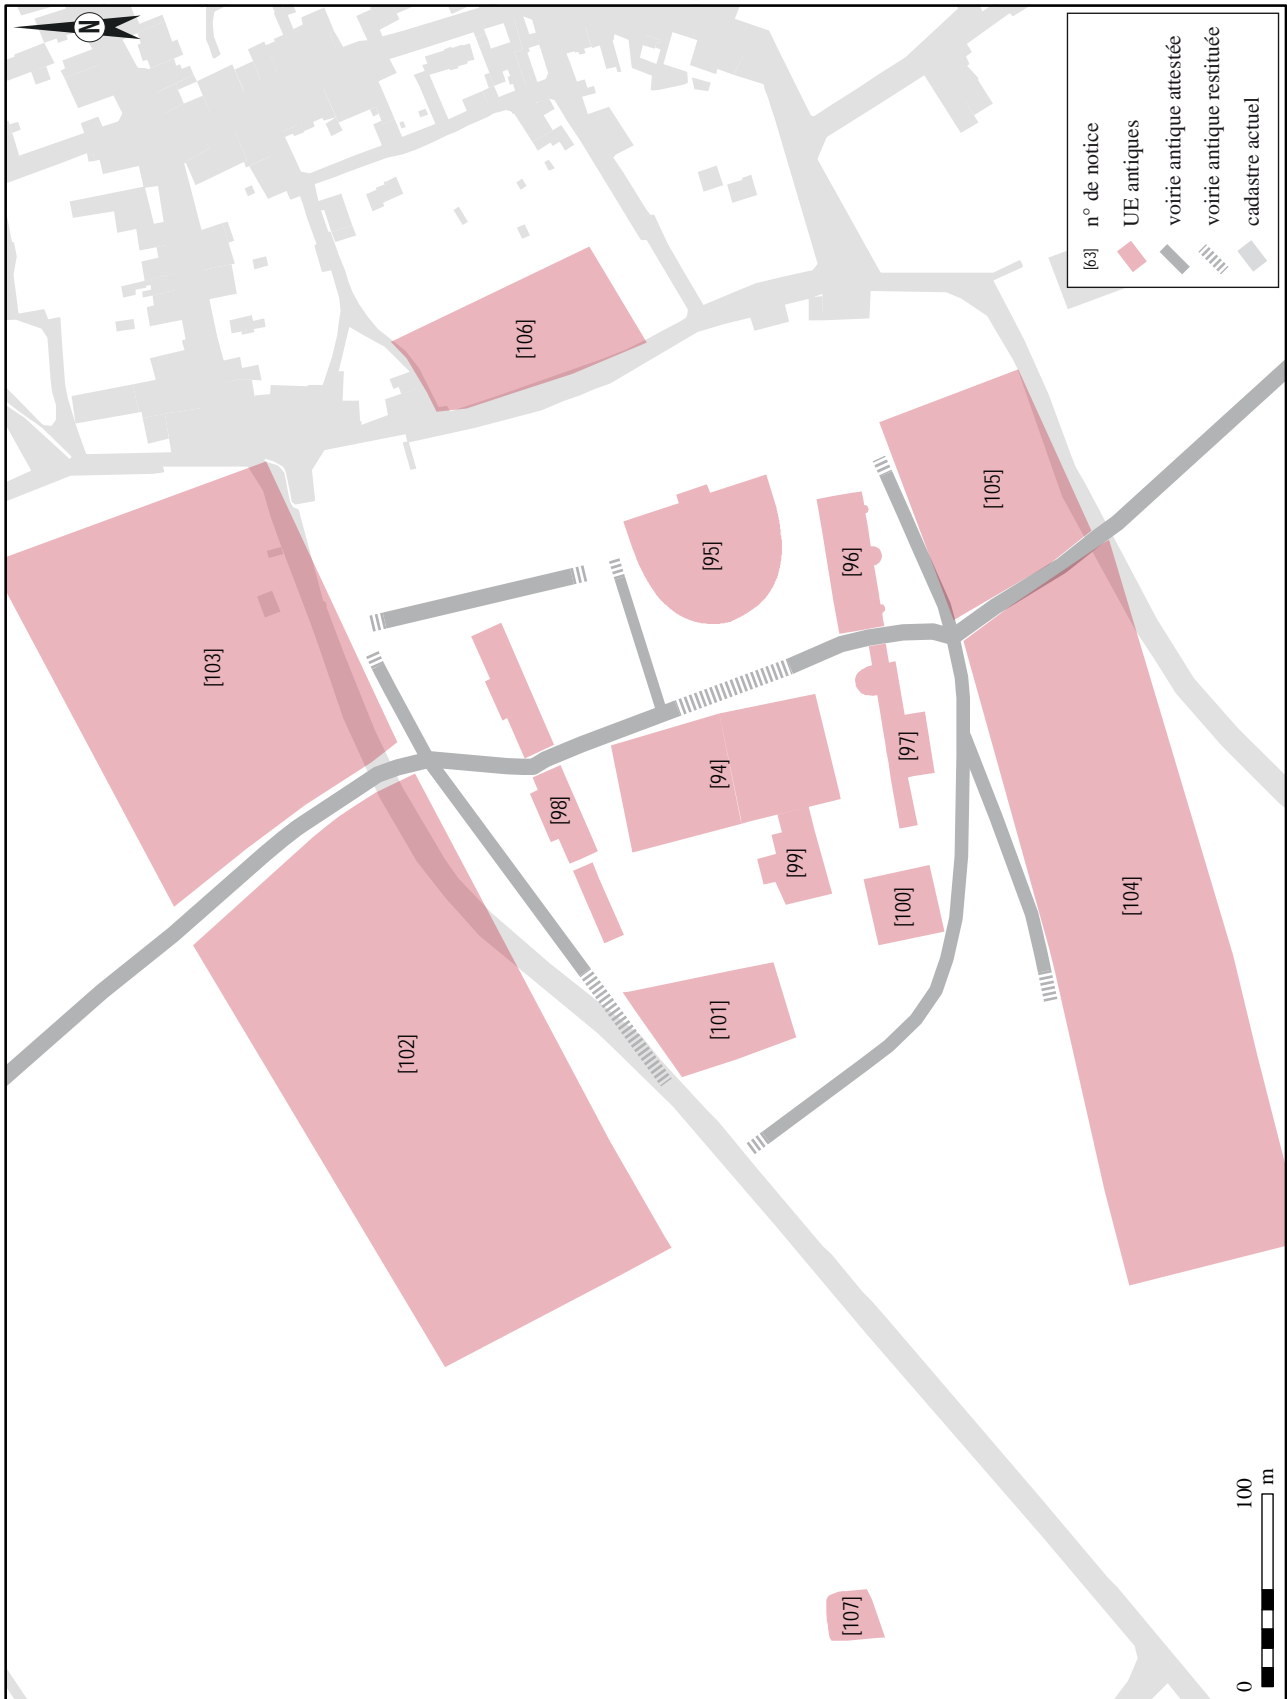 N
[103]
[106]
[102]
[98]
[95]
[94]
[101]
[99]
[96]
[97]
[100]
[105]
[104]
[107]
[63] n° de notice
UE antiques
voirie antique attestée
voirie antique restituée
cadastre actuel
0 100
m